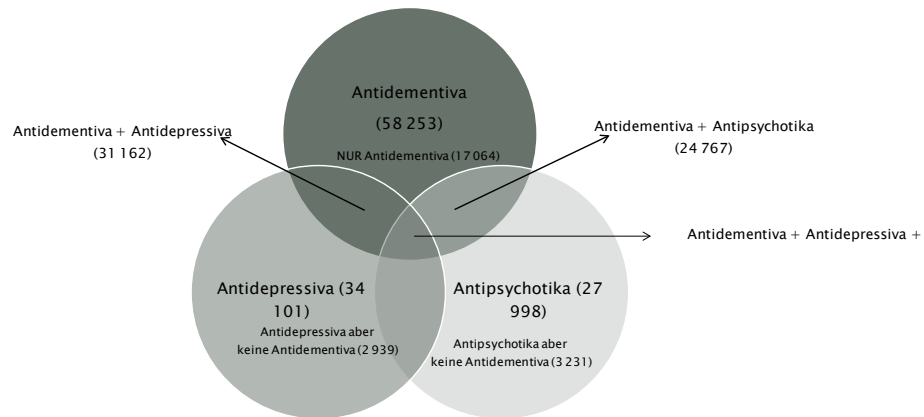 Antidementiva
(58 253)
NUR Antidementiva (17 064)
Antidementiva + Antidepressiva
(31 162)
Antidementiva + Antipsychotika
(24 767)
Antidementiva + Antidepressiva +
Antidepressiva (34
101)
Antidepressiva aber
keine Antidementiva (2 939)
Antipsychotika (27
998)
Antipsychotika aber
keine Antidementiva (3 231)